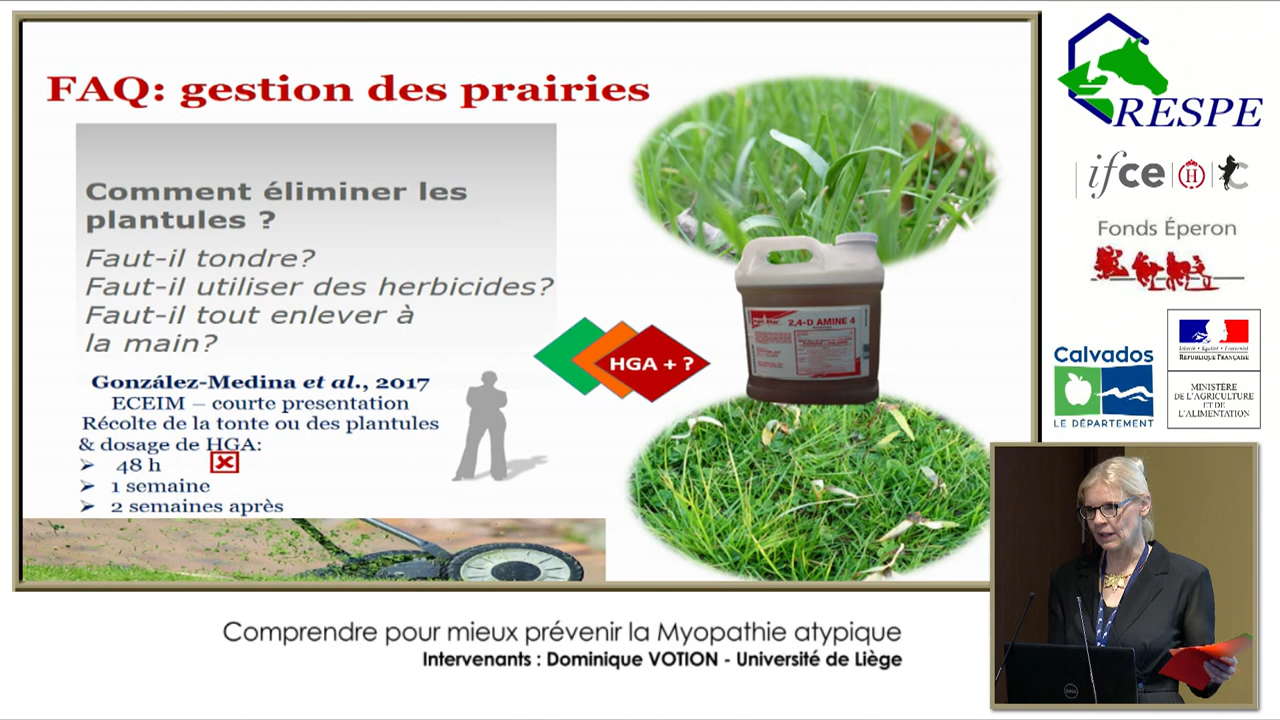 FAQ: gestion des prairies
Comment éliminer les
plantules ?
Faut-il tondre?
Faut-il utiliser des herbicides?
Faut-il tout enlever à
la main?
González-Medina et al., 2017
ECEIM – courte presentation
Récolte de la tonte ou des plantules
& dosage de HGA:
48 h
1 semaine
2 semaines après
HGA + ?
2,4-D AMINE 4
RESPE
ifce
H
Fonds Éperon
Calvados
LE DÉPARTEMENT
Liberté • Égalité • Fraternité
RÉPUBLIQUE FRANÇAISE
MINISTÈRE
DE L'AGRICULTURE
ET DE
L'ALIMENTATION
DELL
Comprendre pour mieux prévenir la Myopathie atypique
Intervenants : Dominique VOTION - Université de Liège